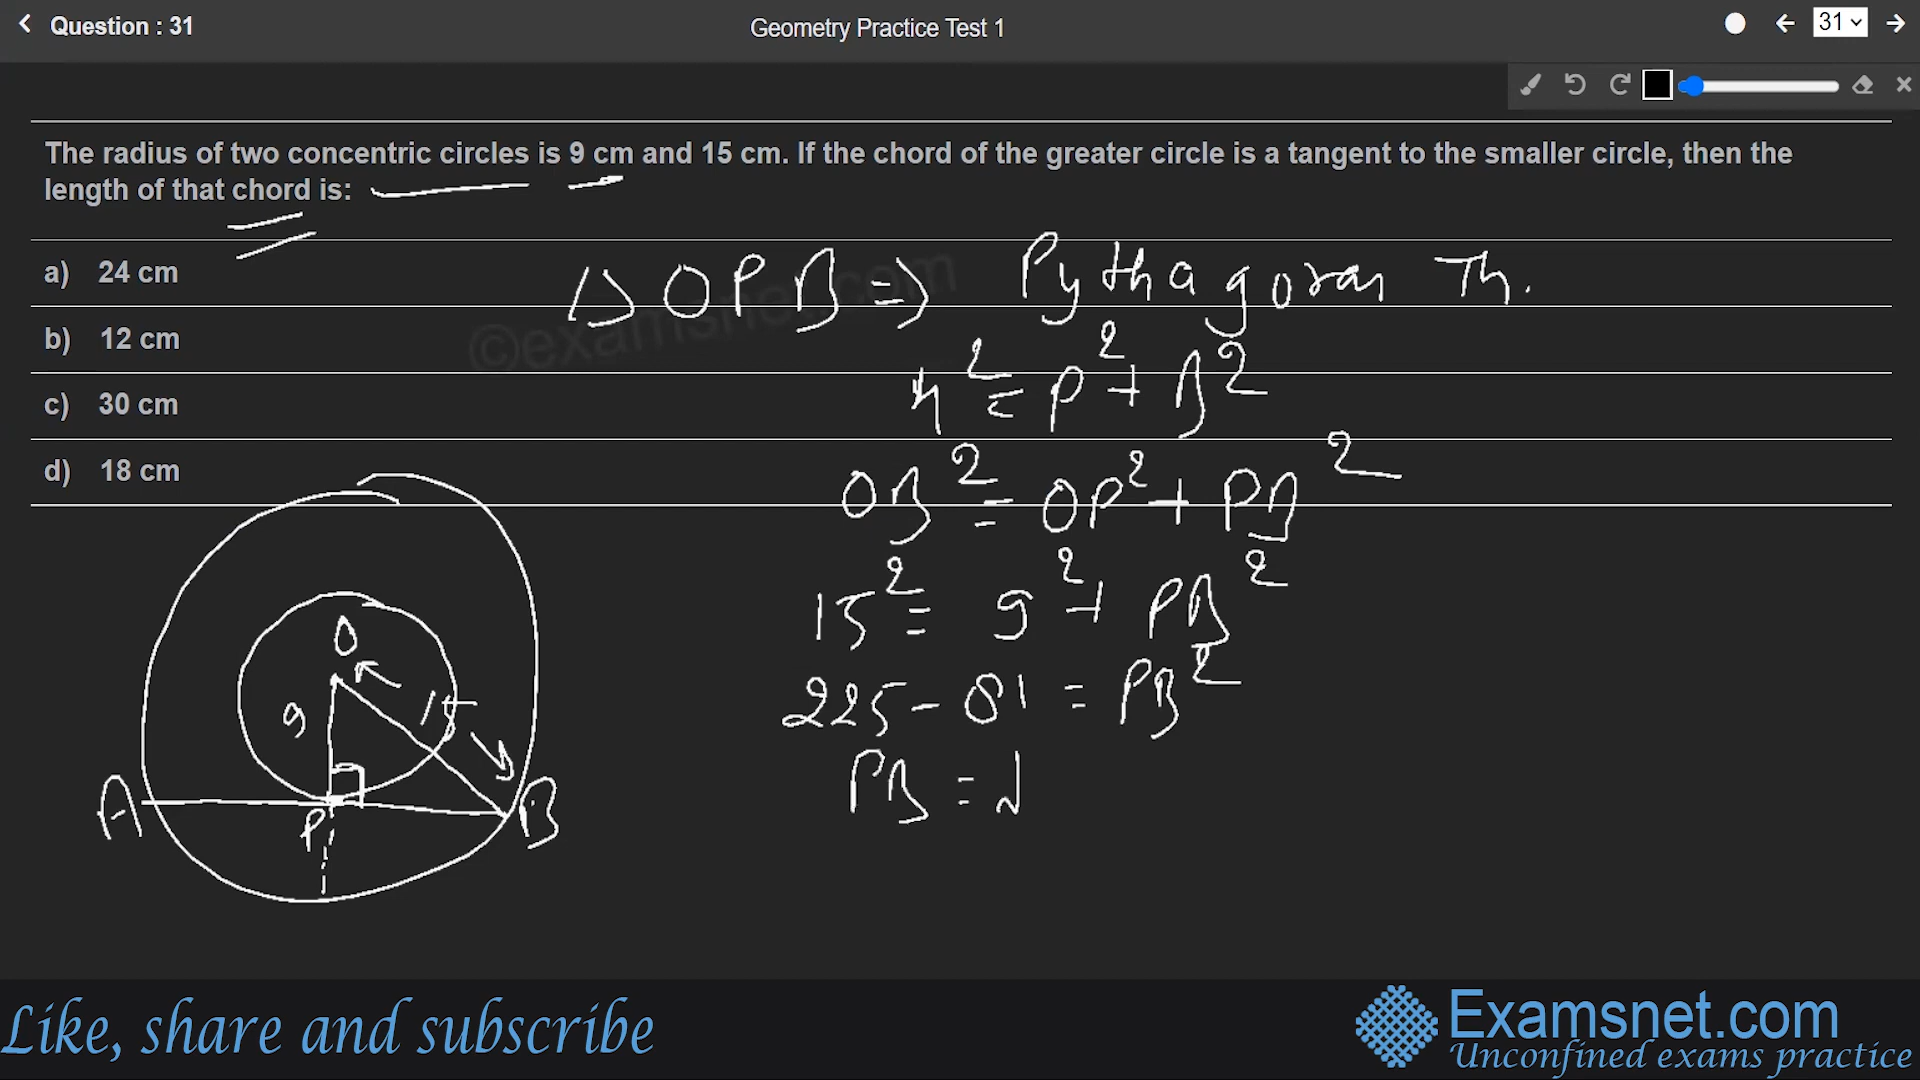 Question : 31
Geometry Practice Test 1
31
The radius of two concentric circles is 9 cm and 15 cm. If the chord of the greater circle is a tangent to the smaller circle, then the
length of that chord is:
a) 24 cm
b) 12 cm
c) 30 cm
d) 18 cm
©examsnet.com
△OPB ⇒ Pythagoras Th.
h² = P² + B²
OB² = OP² + PB²
15² = 9² + PB²
225 - 81 = PB²
PB = √
O
9
15
A
P
B
Like, share and subscribe
Examsnet.com
Unconfined exams practice